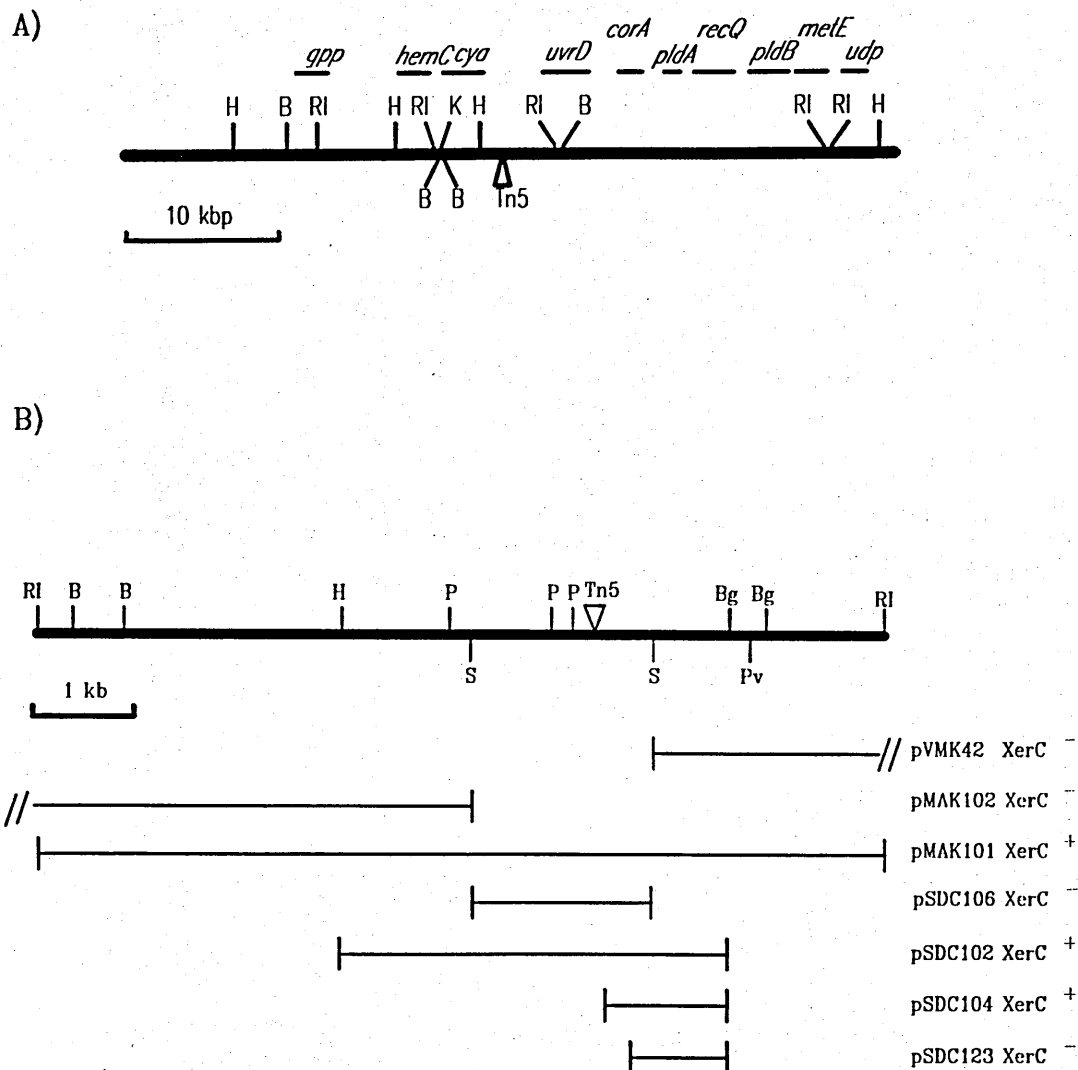 A)
corA recQ metE
gpp hemC cya uvrD pldA pldB udp
H B RI H RI K H RI B RI RI H
B B Tn5
10 kbp
B)
RI B B H P P P Tn5 Bg Bg RI
S S Pv
1 kb
pVMK42 XerC -
pMAK102 XerC -
pMAK101 XerC +
pSDC106 XerC -
pSDC102 XerC +
pSDC104 XerC +
pSDC123 XerC -